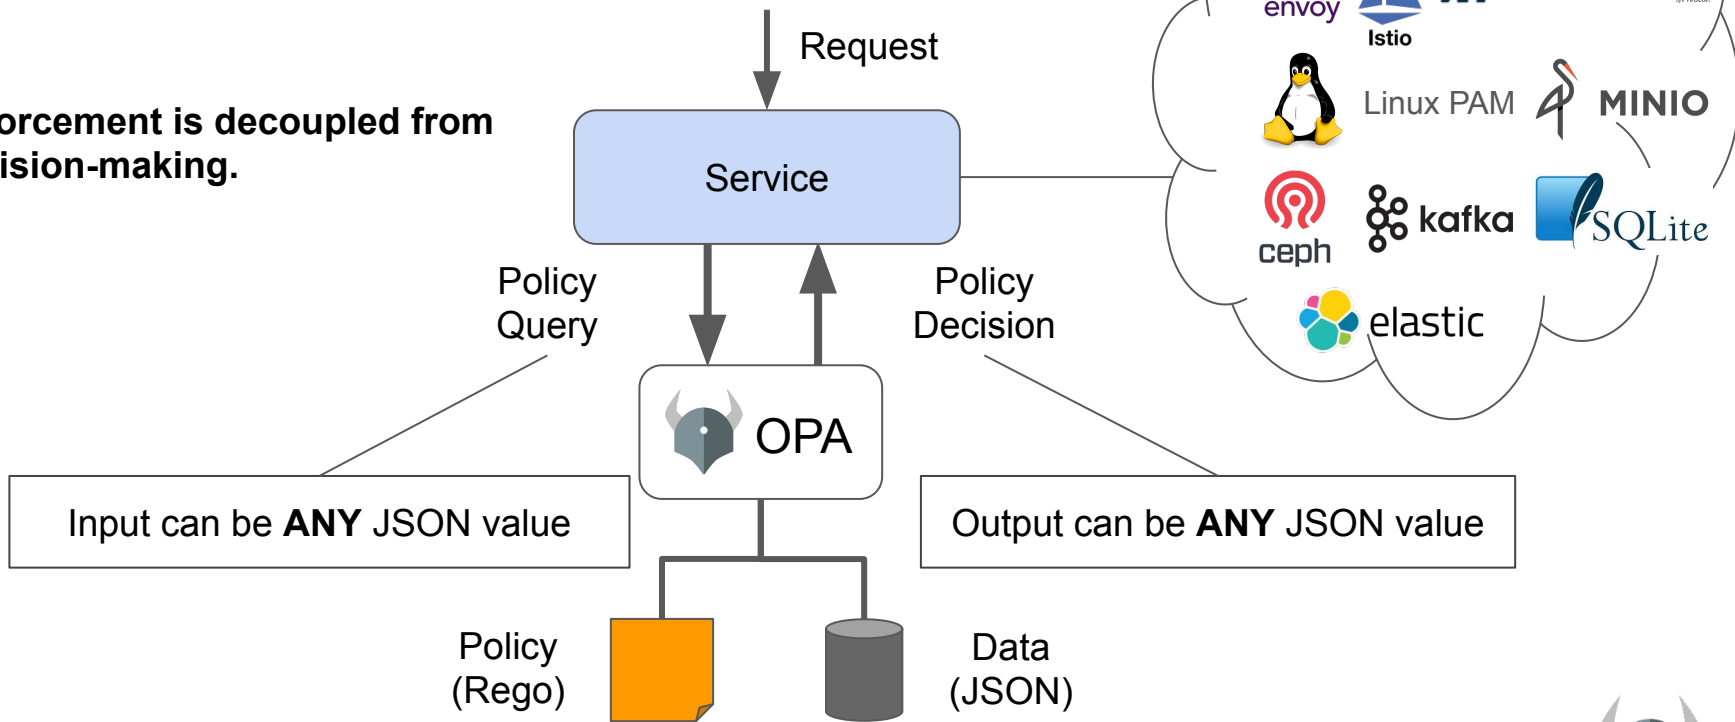 envoy
Istio
Request
Linux PAM
MINIO
orcement is decoupled from
ision-making.
Service
ceph
kafka
SQLite
Policy
Query
Policy
Decision
elastic
OPA
Input can be ANY JSON value
Output can be ANY JSON value
Policy
(Rego)
Data
(JSON)